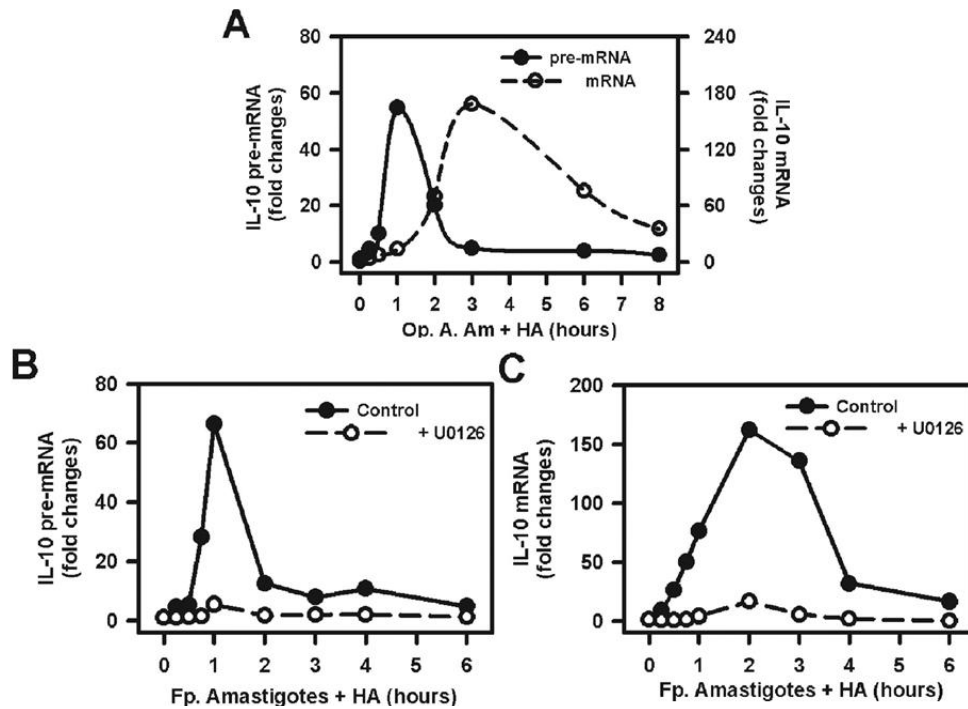 A
80
60
40
20
0
IL-10 pre-mRNA
(fold changes)
pre-mRNA
mRNA
240
180
120
60
0
IL-10 mRNA
(fold changes)
0 1 2 3 4 5 6 7 8
Op. A. Am + HA (hours)
B
80
60
40
20
0
IL-10 pre-mRNA
(fold changes)
Control
+ U0126
0 1 2 3 4 5 6
Fp. Amastigotes + HA (hours)
C
200
150
100
50
0
IL-10 mRNA
(fold changes)
Control
+ U0126
0 1 2 3 4 5 6
Fp. Amastigotes + HA (hours)